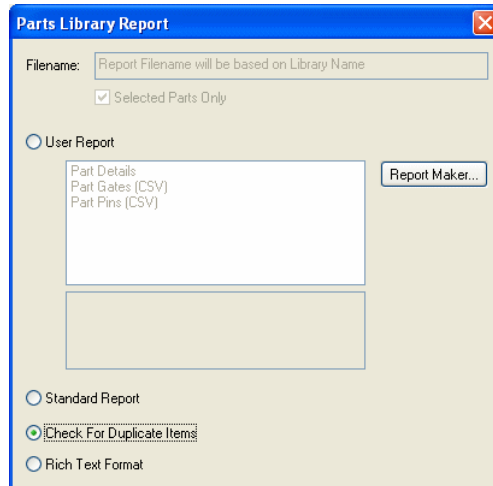 Parts Library Report
Filename: Report Filename will be based on Library Name
Selected Parts Only
User Report
Part Details
Part Gates (CSV)
Part Pins (CSV)
Report Maker...
Standard Report
Check For Duplicate Items
Rich Text Format